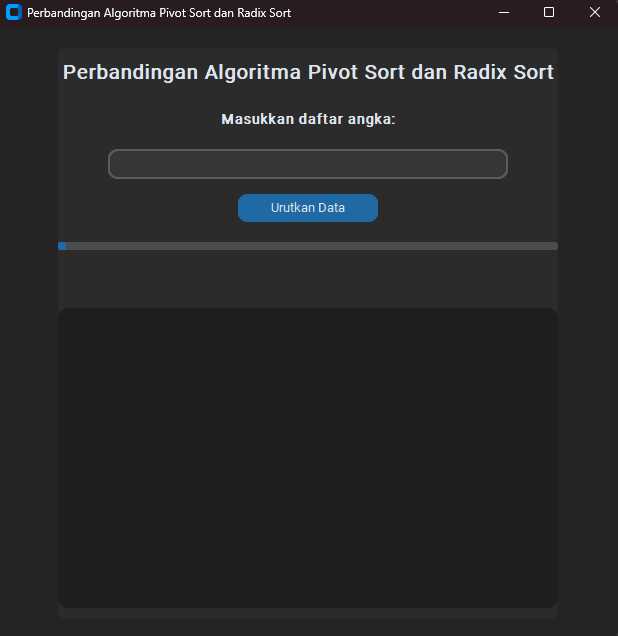 Perbandingan Algoritma Pivot Sort dan Radix Sort
Perbandingan Algoritma Pivot Sort dan Radix Sort
Masukkan daftar angka:
Urutkan Data